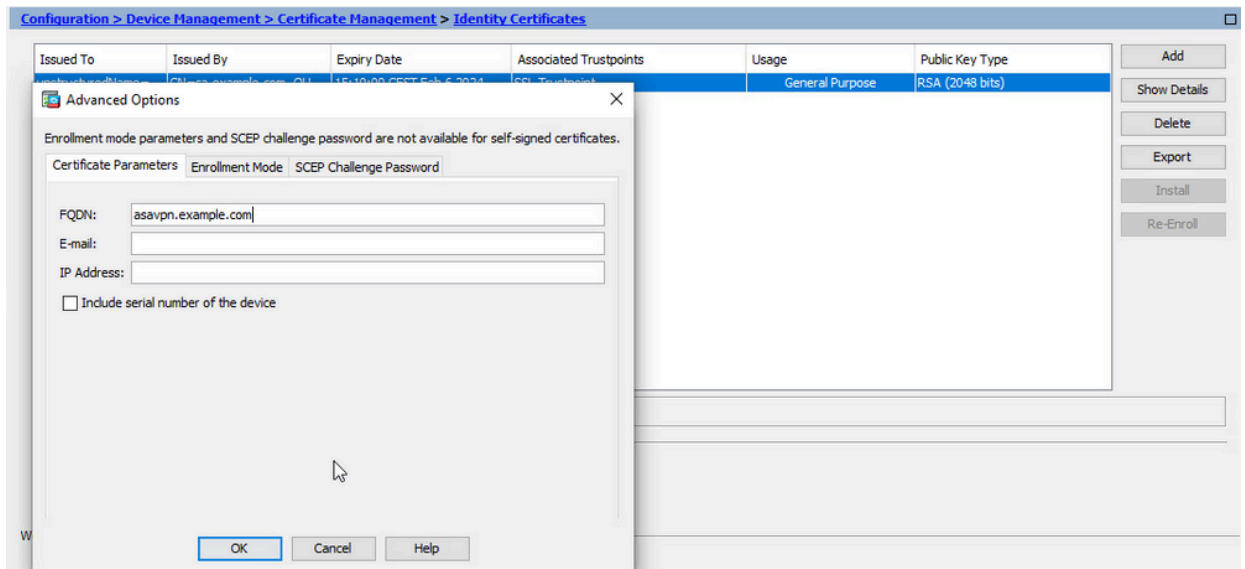 Configuration > Device Management > Certificate Management > Identity Certificates
Issued To Issued By Expiry Date Associated Trustpoints Usage Public Key Type
General Purpose RSA (2048 bits)
Add
Show Details
Delete
Export
Install
Re-Enroll
Advanced Options
Enrollment mode parameters and SCEP challenge password are not available for self-signed certificates.
Certificate Parameters Enrollment Mode SCEP Challenge Password
FQDN: asavpn.example.com
E-mail:
IP Address:
Include serial number of the device
W
OK Cancel Help